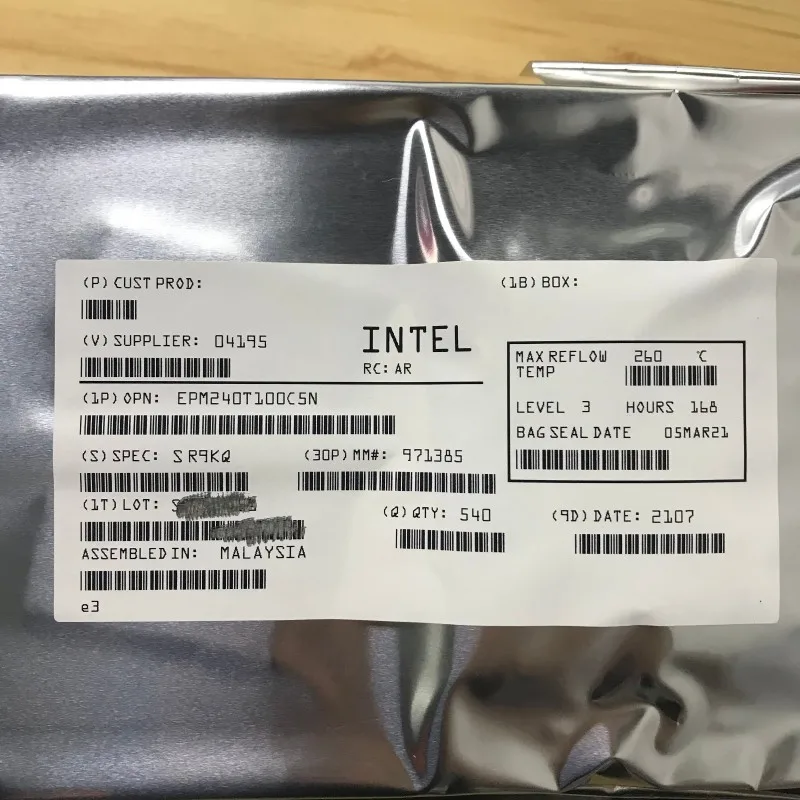 (P) CUST PROD:
(1B) BOX:
(V) SUPPLIER: 04195
INTEL
RC: AR
MAX REFLOW TEMP 260 °C
LEVEL 3 HOURS 168
BAG SEAL DATE 05MAR21
(1P) OPN: EPM240T100C5N
(S) SPEC: S R9KQ
(30P) MM#: 971385
(1T) LOT:
(Q) QTY: 540
(9D) DATE: 2107
ASSEMBLED IN: MALAYSIA
e3